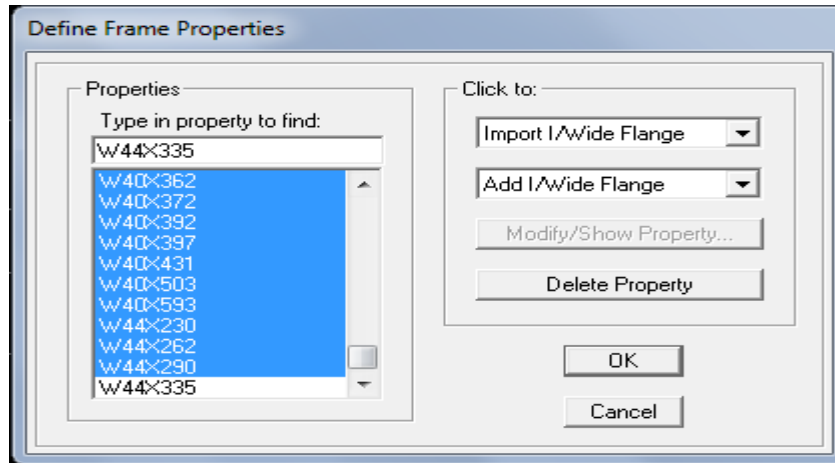 Define Frame Properties
Properties
Type in property to find:
W44X335
W40X362
W40X372
W40X392
W40X397
W40X431
W40X503
W40X593
W44X230
W44X262
W44X290
W44X335
Click to:
Import I/Wide Flange
Add I/Wide Flange
Modify/Show Property...
Delete Property
OK
Cancel